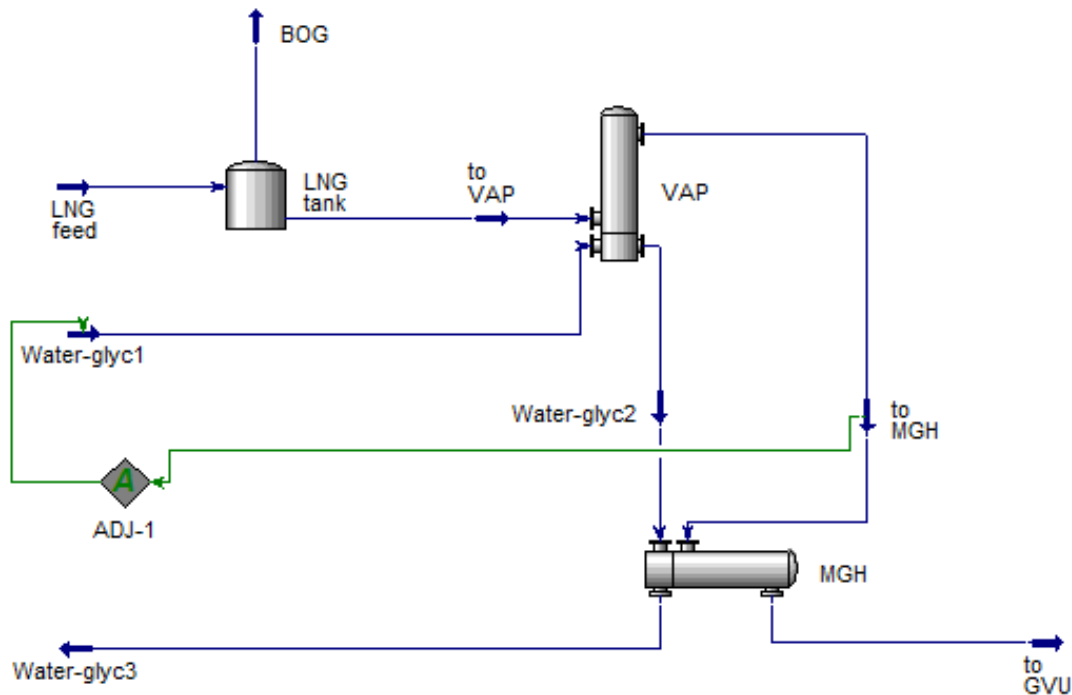 BOG
LNG
feed
LNG
tank
to
VAP
VAP
Water-glyc1
Water-glyc2
to
MGH
A
ADJ-1
MGH
Water-glyc3
to
GVU